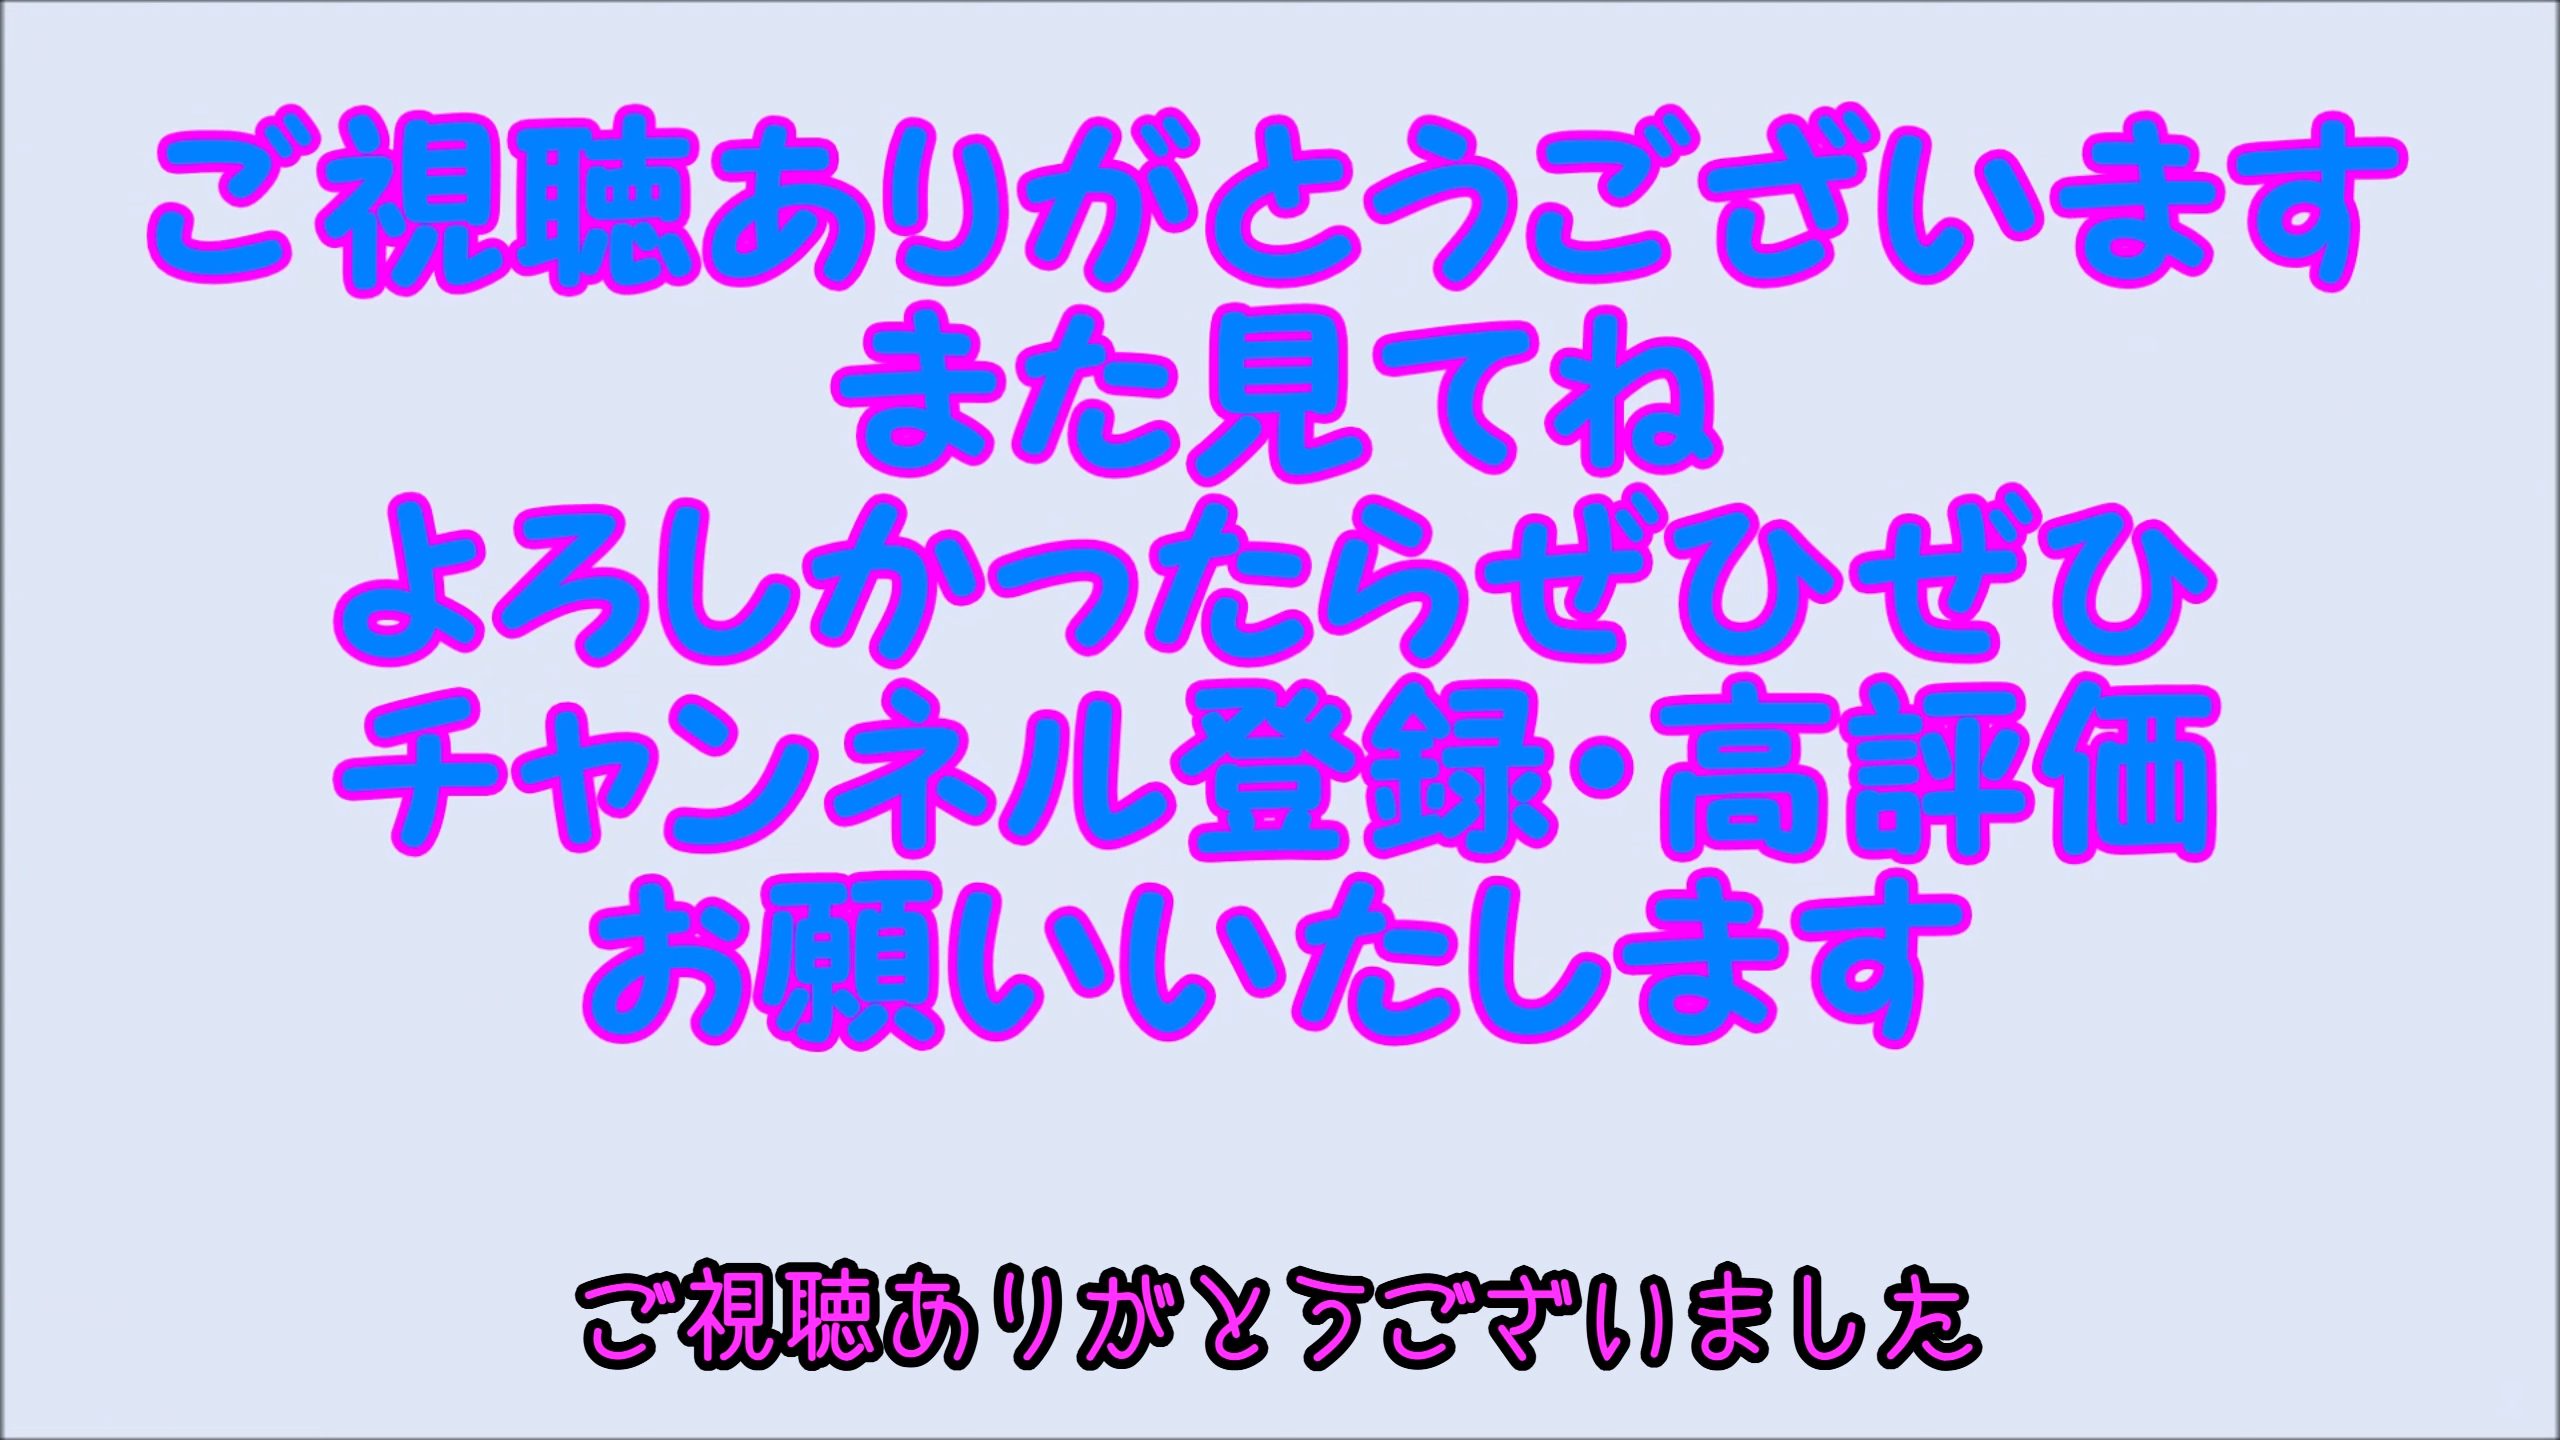 ご視聴ありがとうございます
また見てね
よろしかったらぜひぜひ
チャンネル登録・高評価
お願いいたします
ご視聴ありがとうございました